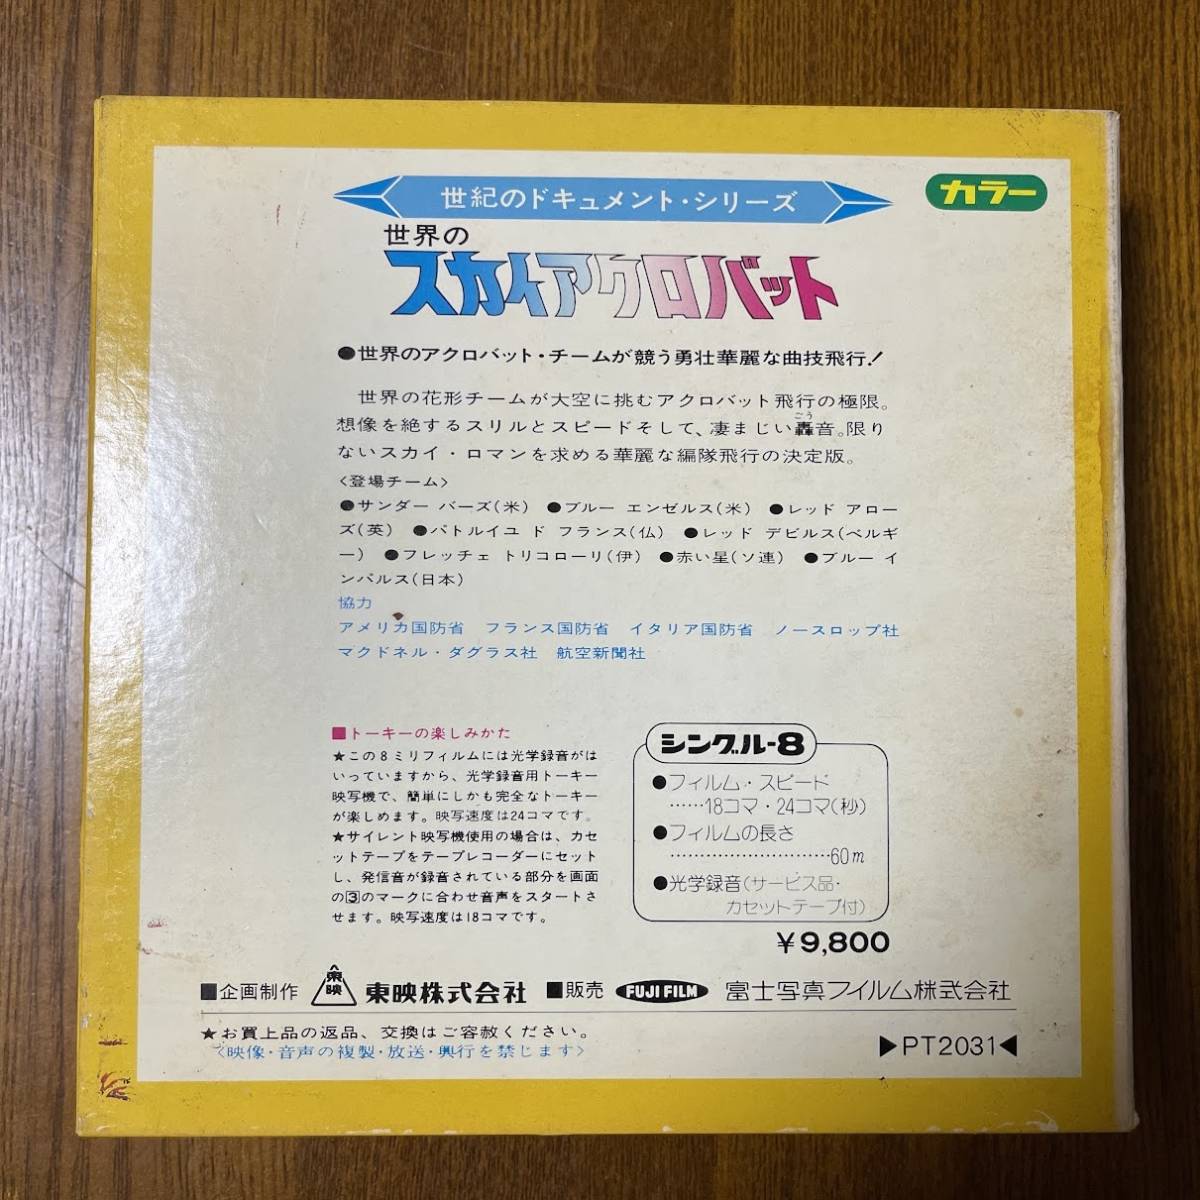 世紀のドキュメント・シリーズ
カラー
世界の
スカイアクロバット
●世界のアクロバット・チームが競う勇壮華麗な曲技飛行!
世界の花形チームが大空に挑むアクロバット飛行の極限。
想像を絶するスリルとスピードそして、凄まじい轟音。限り
ごう
ないスカイ・ロマンを求める華麗な編隊飛行の決定版。
〈登場チーム〉
●サンダー バーズ(米) ●ブルー エンゼルス(米) ●レッド アロー
ズ(英) ●パトルイユ ド フランス(仏) ●レッド デビルス(ベルギ
ー) ●フレッチェ トリコローリ(伊) ●赤い星(ソ連) ●ブルー イ
ンパルス(日本)
協力
アメリカ国防省 フランス国防省 イタリア国防省 ノースロップ社
マクドネル・ダグラス社 航空新聞社
■トーキーの楽しみかた
★この8ミリフィルムには光学録音がは
いっていますから、光学録音用トーキー
映写機で、簡単にしかも完全なトーキー
が楽しめます。映写速度は24コマです。
★サイレント映写機使用の場合は、カセ
ットテープをテープレコーダーにセット
し、発信音が録音されている部分を画面
の3のマークに合わせ音声をスタートさ
せます。映写速度は18コマです。
シングル-8
●フィルム・スピード
……18コマ・24コマ(秒)
●フィルムの長さ
………………………60m
●光学録音(サービス品・
カセットテープ付)
¥9,800
■企画制作 東映 東映株式会社 ■販売 FUJI FILM 富士写真フイルム株式会社
★お買上品の返品、交換はご容赦ください。
〈映像・音声の複製・放送・興行を禁じます〉
▶PT2031◀